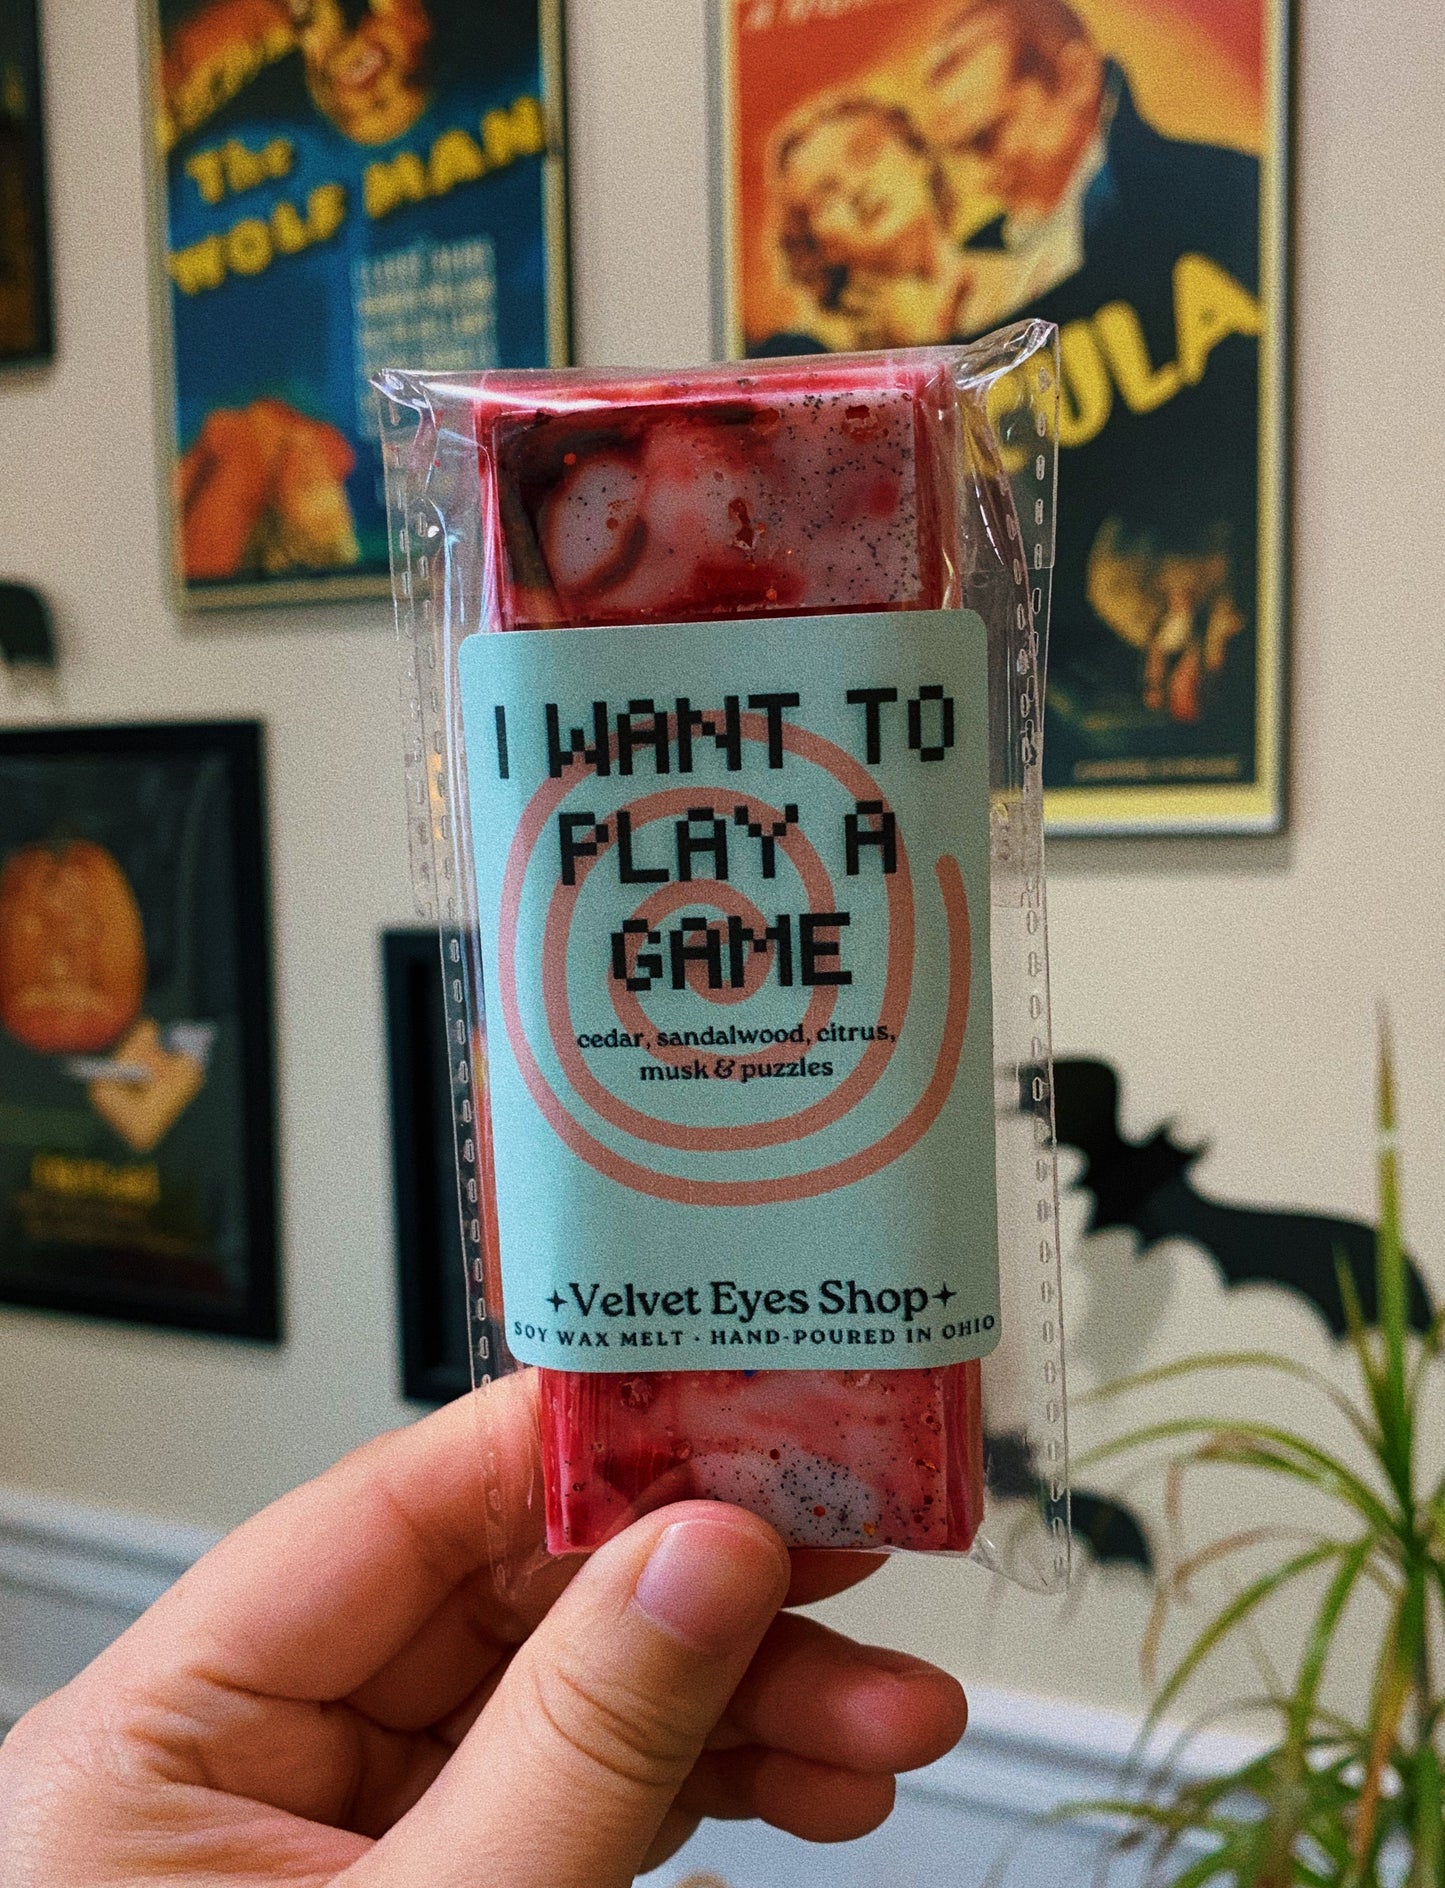 The
WOLF MAN
ULA
I WANT TO
PLAY A
GAME
cedar, sandalwood, citrus,
musk & puzzles
✦Velvet Eyes Shop✦
SOY WAX MELT · HAND-POURED IN OHIO